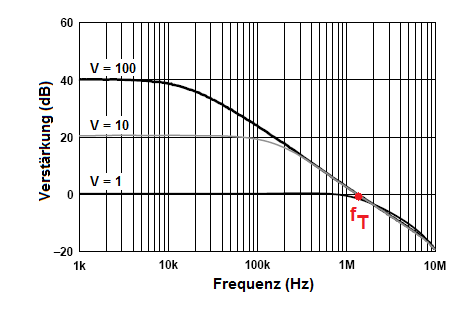 60
40
20
0
–20
Verstärkung (dB)
V = 100
V = 10
V = 1
fT
1k 10k 100k 1M 10M
Frequenz (Hz)